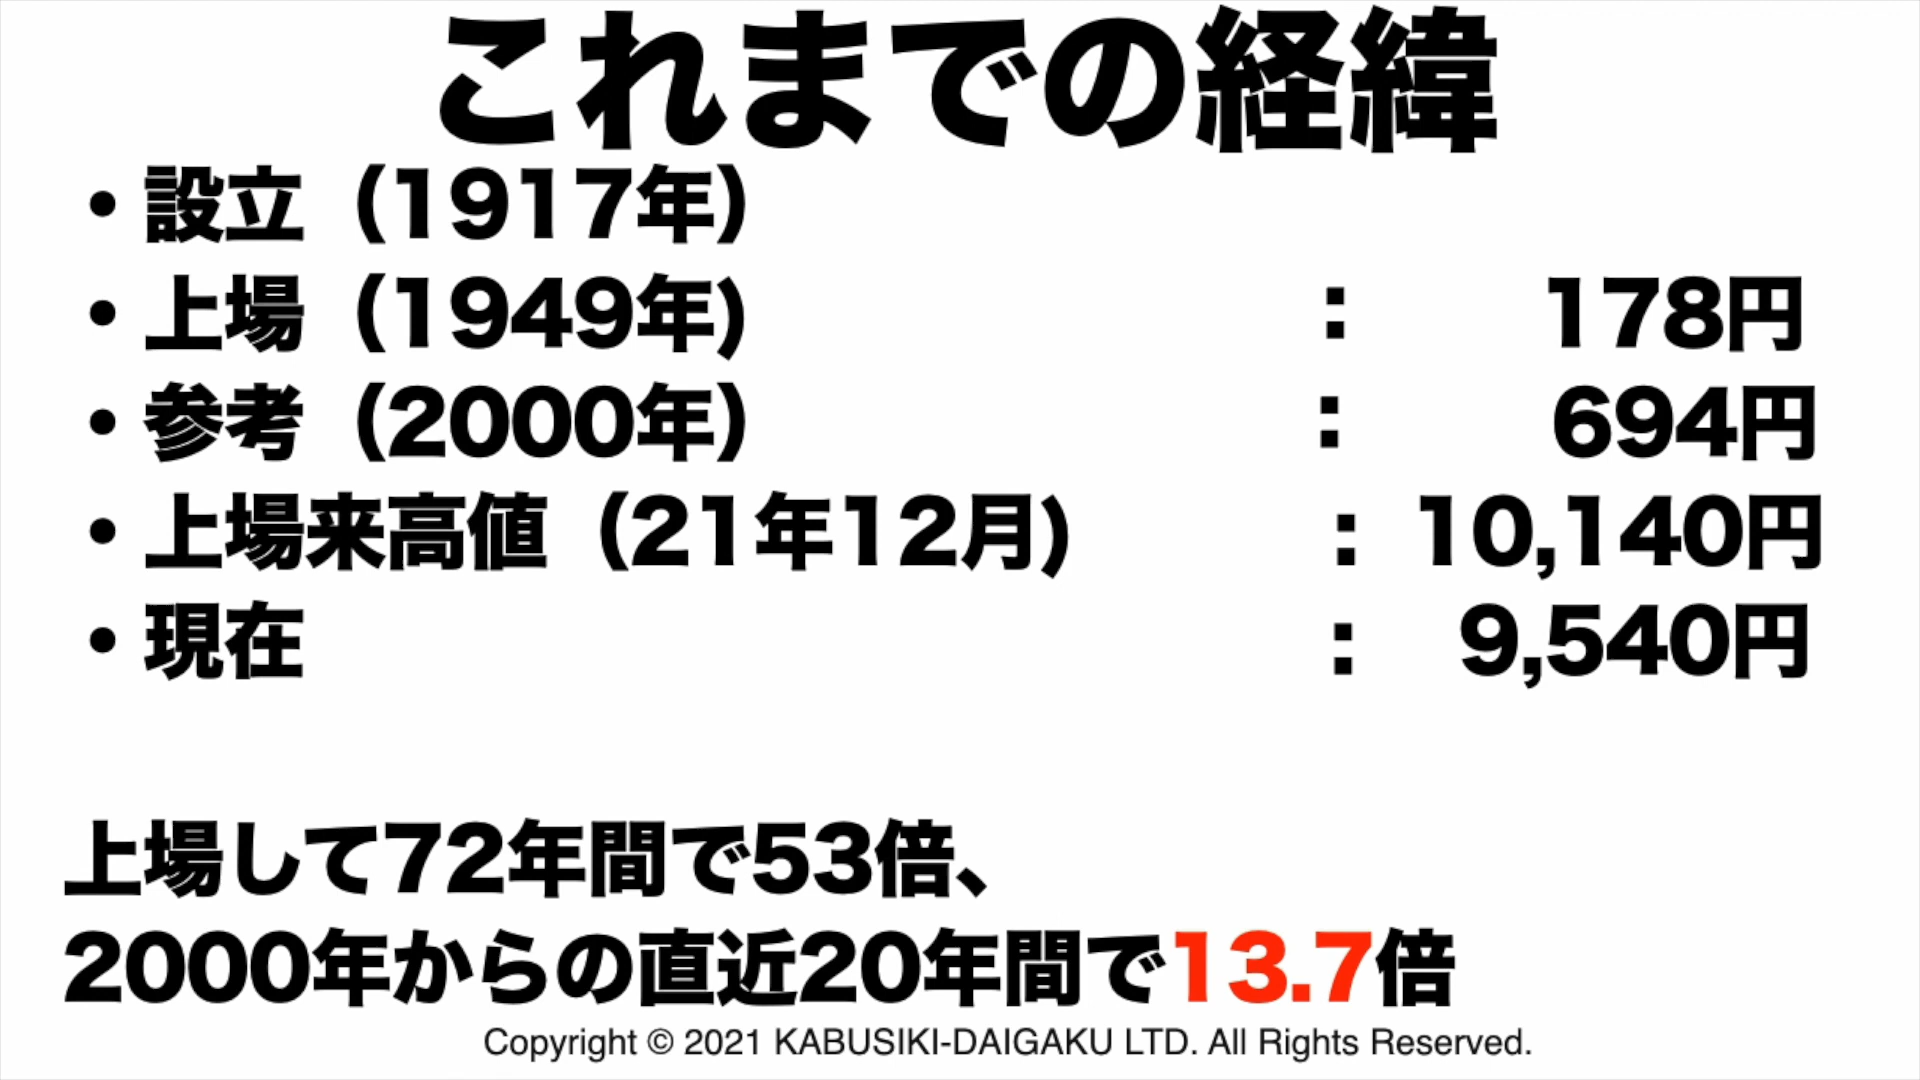 これまでの経緯
・設立（1917年）
・上場（1949年) ： 178円
・参考（2000年） ： 694円
・上場来高値（21年12月) ： 10,140円
・現在 ： 9,540円
上場して72年間で53倍、
2000年からの直近20年間で13.7倍
Copyright © 2021 KABUSIKI-DAIGAKU LTD. All Rights Reserved.